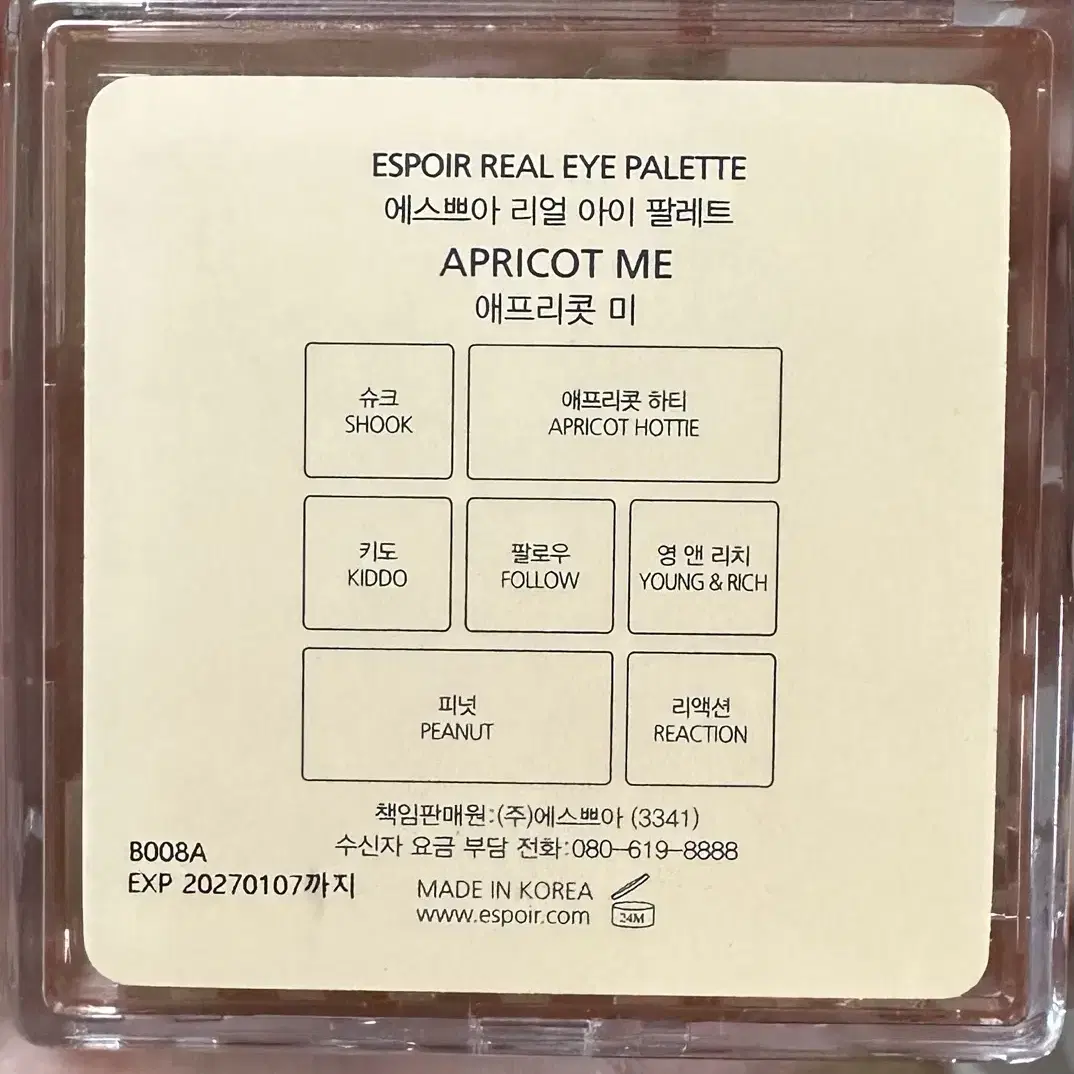 ESPOIR REAL EYE PALETTE
에스쁘아 리얼 아이 팔레트
APRICOT ME
애프리콧 미
슈크
SHOOK
애프리콧 하티
APRICOT HOTTIE
키도
KIDDO
팔로우
FOLLOW
영 앤 리치
YOUNG & RICH
피넛
PEANUT
리액션
REACTION
책임판매원:(주)에스쁘아 (3341)
수신자 요금 부담 전화:080-619-8888
B008A
EXP 20270107까지
MADE IN KOREA
www.espoir.com
24M